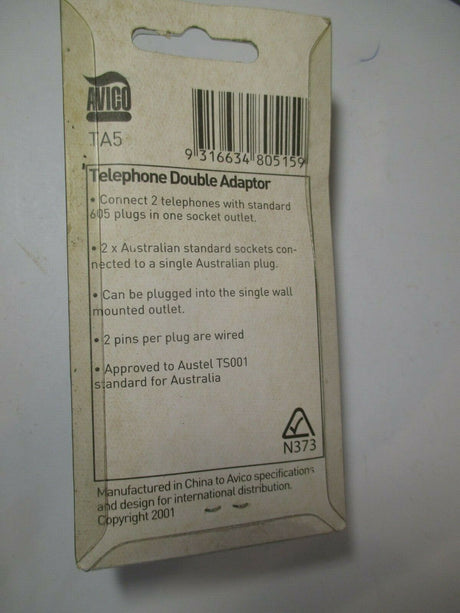 AVICO
TA5
9 316634 805159
Telephone Double Adaptor
• Connect 2 telephones with standard
605 plugs in one socket outlet.
• 2 x Australian standard sockets con-
nected to a single Australian plug.
• Can be plugged into the single wall
mounted outlet.
• 2 pins per plug are wired
• Approved to Austel TS001
standard for Australia
N373
Manufactured in China to Avico specifications
and design for international distribution.
Copyright 2001